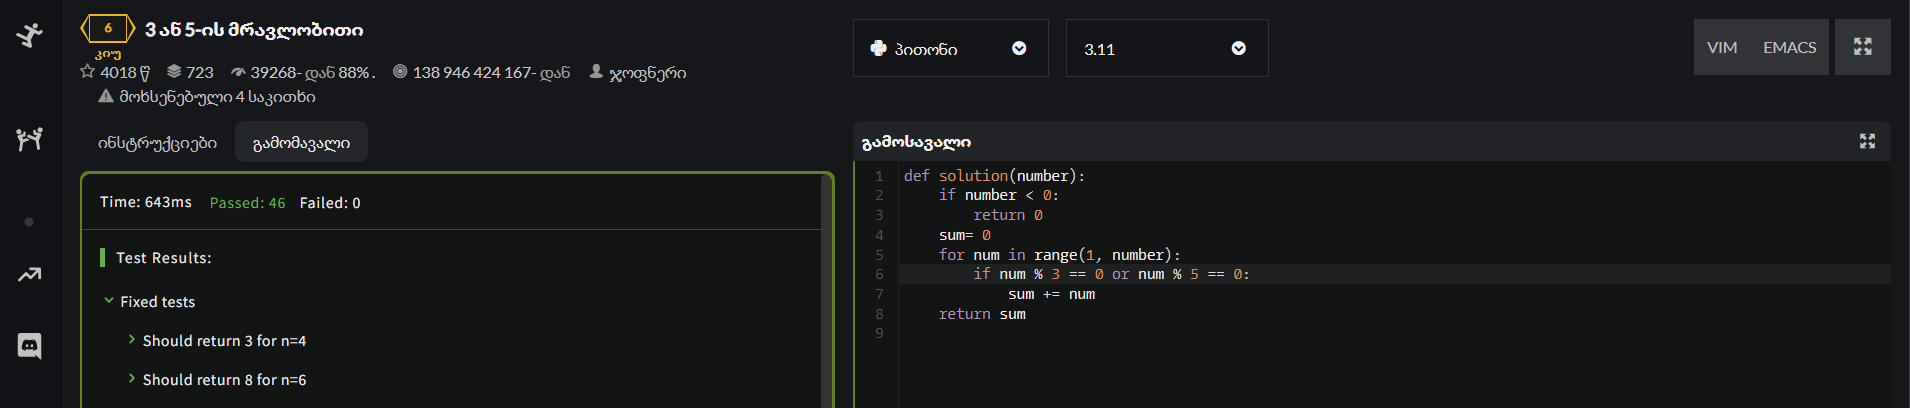 6
კიუ
3 ან 5-ის მრავლობითი
4018 წ 723 39268- დან 88% . 138 946 424 167- დან ჯოფნერი
მოხსენებული 4 საკითხი
ინსტრუქციები გამომავალი
Time: 643ms Passed: 46 Failed: 0
Test Results:
Fixed tests
Should return 3 for n=4
Should return 8 for n=6
პითონი 3.11 VIM EMACS
გამოსავალი
1 def solution(number):
2     if number < 0:
3         return 0
4     sum= 0
5     for num in range(1, number):
6         if num % 3 == 0 or num % 5 == 0:
7             sum += num
8     return sum
9